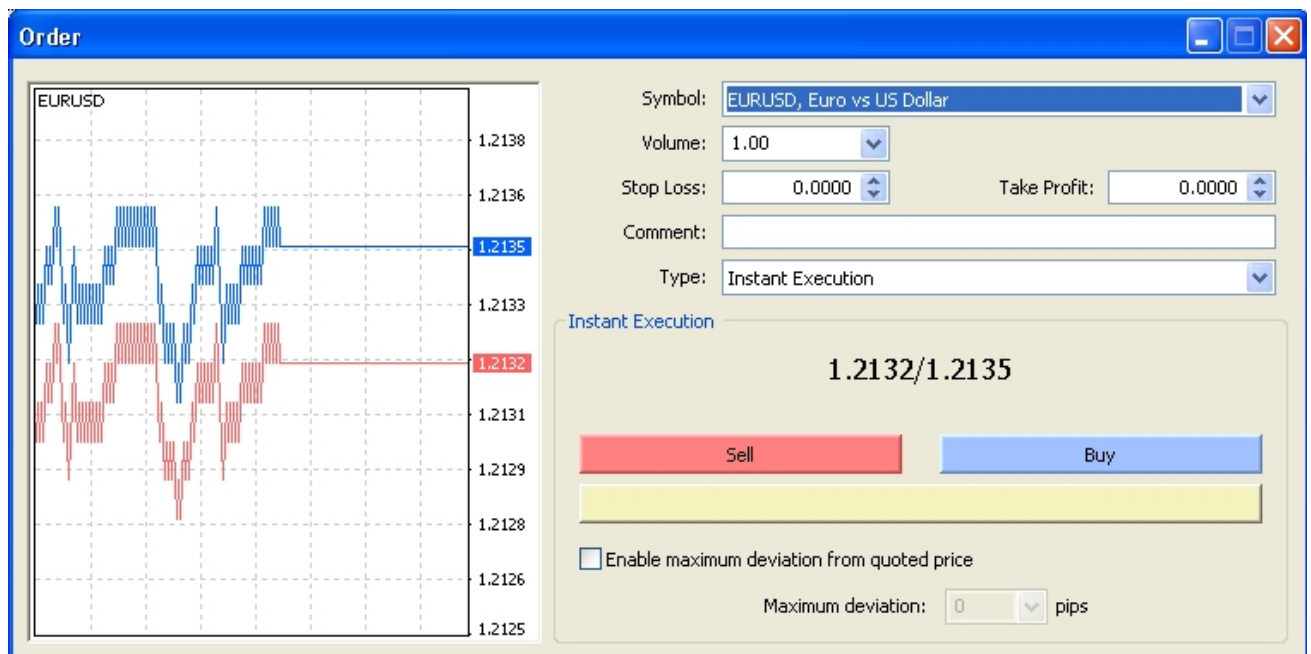 Order
EURUSD
1.2138
1.2136
1.2135
1.2133
1.2132
1.2131
1.2129
1.2128
1.2126
1.2125
Symbol: EURUSD, Euro vs US Dollar
Volume: 1.00
Stop Loss: 0.0000 Take Profit: 0.0000
Comment:
Type: Instant Execution
Instant Execution
1.2132/1.2135
Sell Buy
Enable maximum deviation from quoted price
Maximum deviation: 0 pips